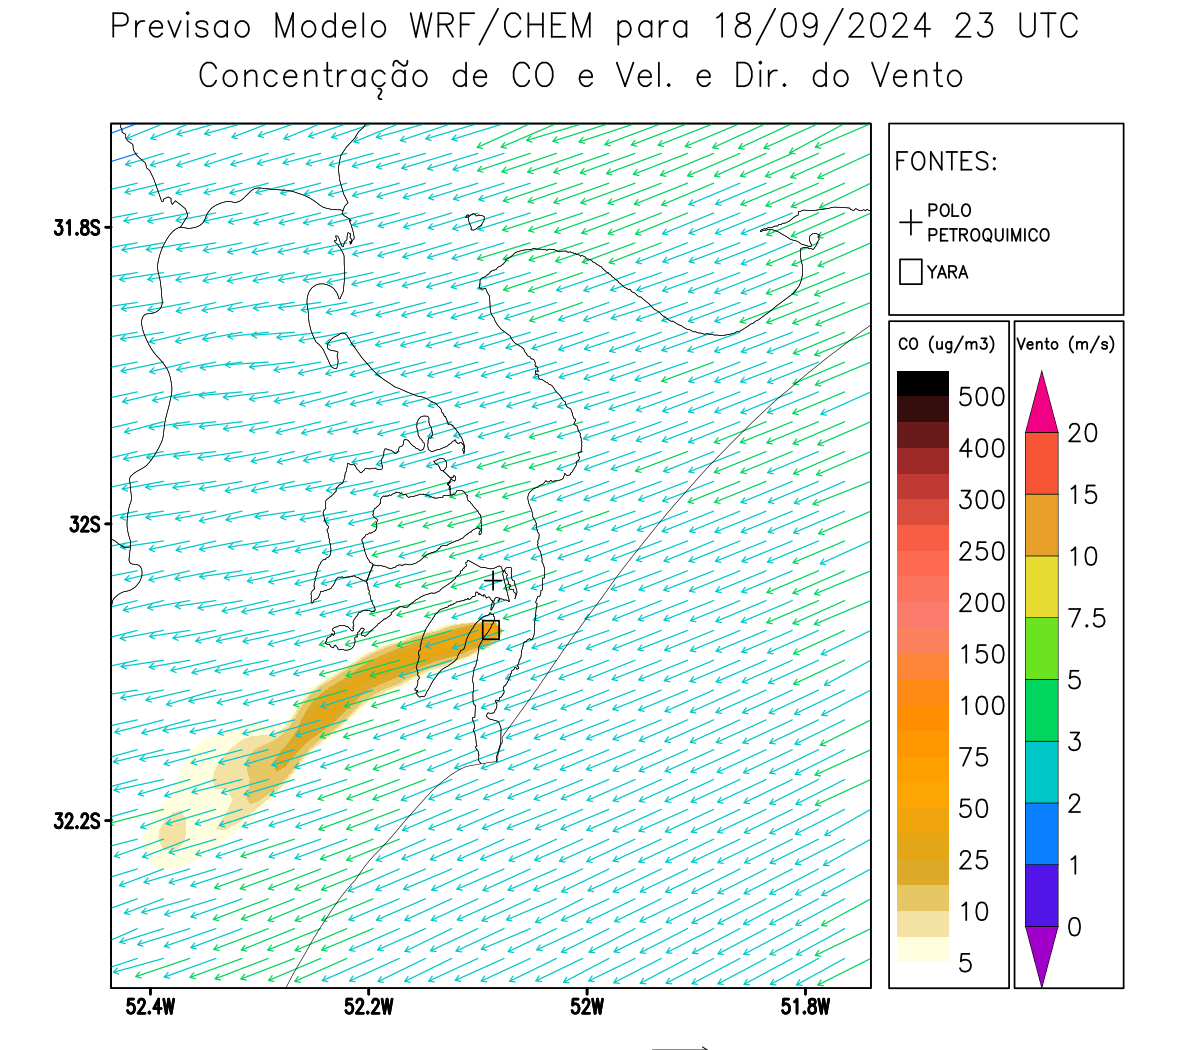 Previsao Modelo WRF/CHEM para 18/09/2024 23 UTC
Concentração de CO e Vel. e Dir. do Vento
FONTES:
POLO
PETROQUIMICO
YARA
CO (ug/m3)
500
400
300
250
200
150
100
75
50
25
10
5
Vento (m/s)
20
15
10
7.5
5
3
2
1
0
31.8S
32S
32.2S
52.4W
52.2W
52W
51.8W